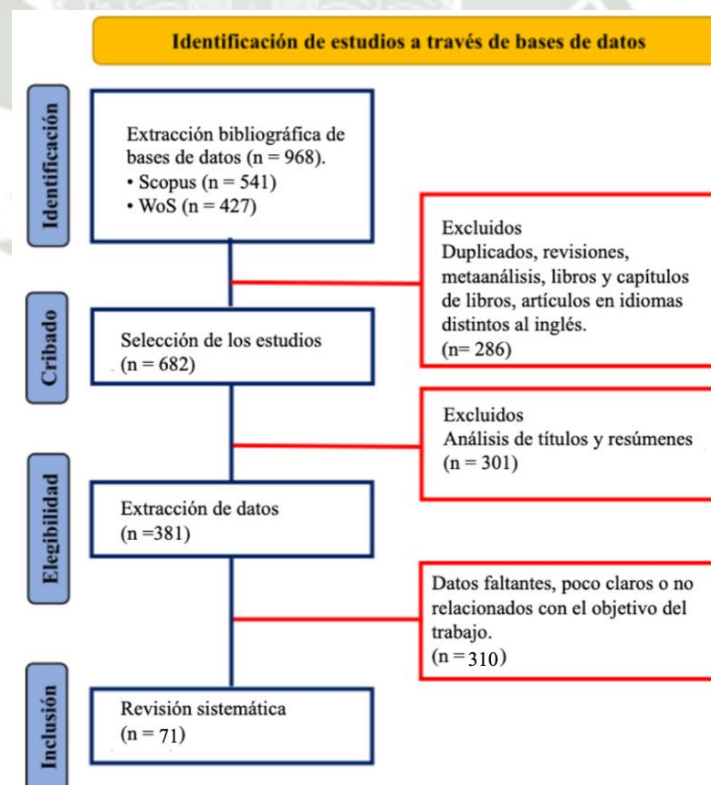 Identificación de estudios a través de bases de datos
Identificación
Extracción bibliográfica de
bases de datos (n = 968).
• Scopus (n = 541)
• WoS (n = 427)
Excluidos
Duplicados, revisiones,
metaanálisis, libros y capítulos
de libros, artículos en idiomas
distintos al inglés.
(n= 286)
Cribado
Selección de los estudios
(n = 682)
Excluidos
Análisis de títulos y resúmenes
(n = 301)
Elegibilidad
Extracción de datos
(n =381)
Datos faltantes, poco claros o no
relacionados con el objetivo del
trabajo.
(n = 310)
Inclusión
Revisión sistemática
(n = 71)